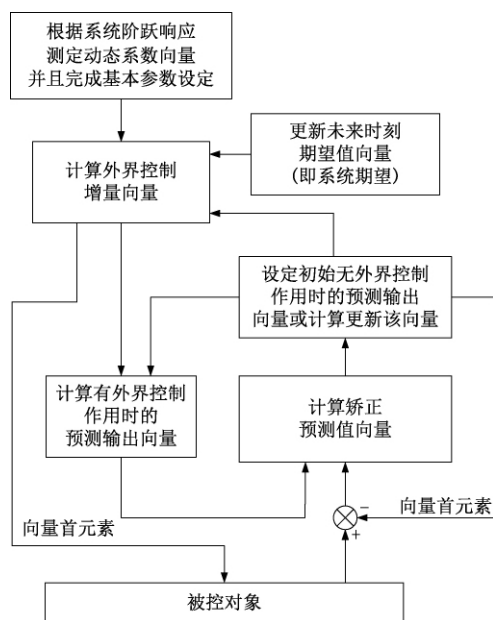 根据系统阶跃响应
测定动态系数向量
并且完成基本参数设定
更新未来时刻
期望值向量
(即系统期望)
计算外界控制
增量向量
设定初始无外界控制
作用时的预测输出
向量或计算更新该向量
计算有外界控制
作用时的
预测输出向量
计算矫正
预测值向量
向量首元素
−
+
向量首元素
被控对象